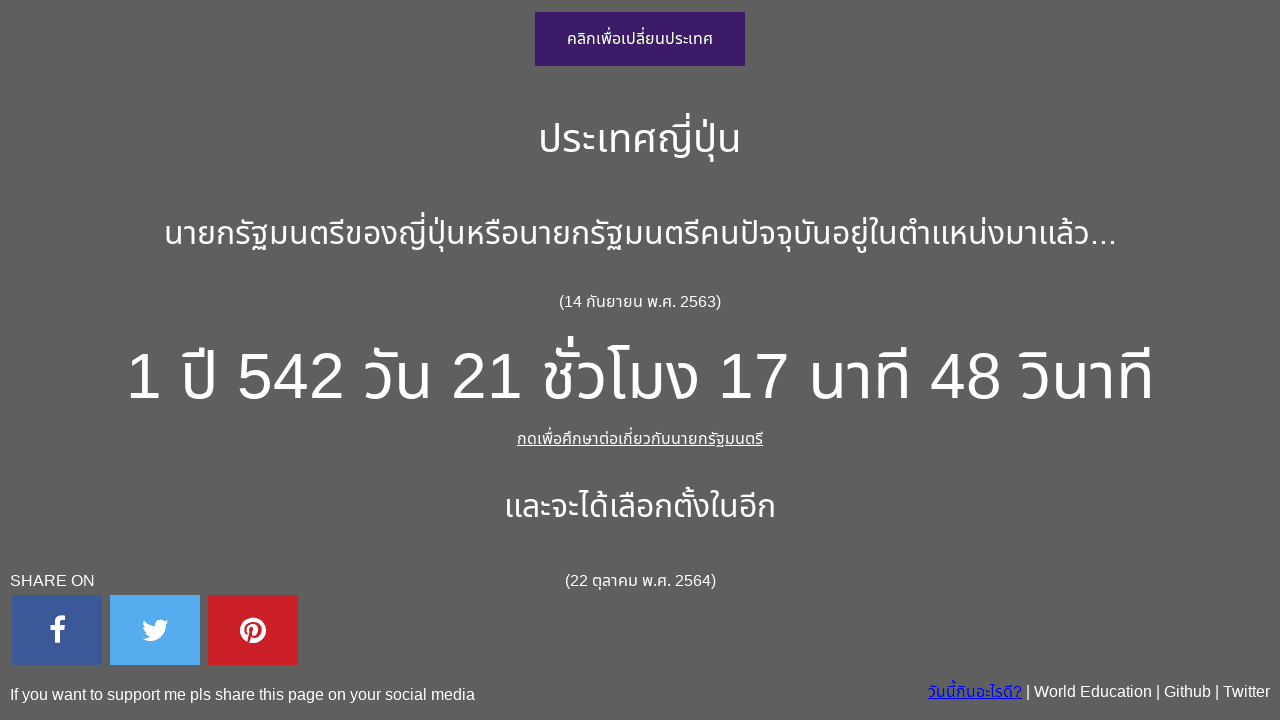 คลิกเพื่อเปลี่ยนประเทศ
ประเทศญี่ปุ่น
นายกรัฐมนตรีของญี่ปุ่นหรือนายกรัฐมนตรีคนปัจจุบันอยู่ในตำแหน่งมาแล้ว...
(14 กันยายน พ.ศ. 2563)
1 ปี 542 วัน 21 ชั่วโมง 17 นาที 48 วินาที
กดเพื่อศึกษาต่อเกี่ยวกับนายกรัฐมนตรี
และจะได้เลือกตั้งในอีก
(22 ตุลาคม พ.ศ. 2564)
SHARE ON
If you want to support me pls share this page on your social media
วันนี้กินอะไรดี? | World Education | Github | Twitter